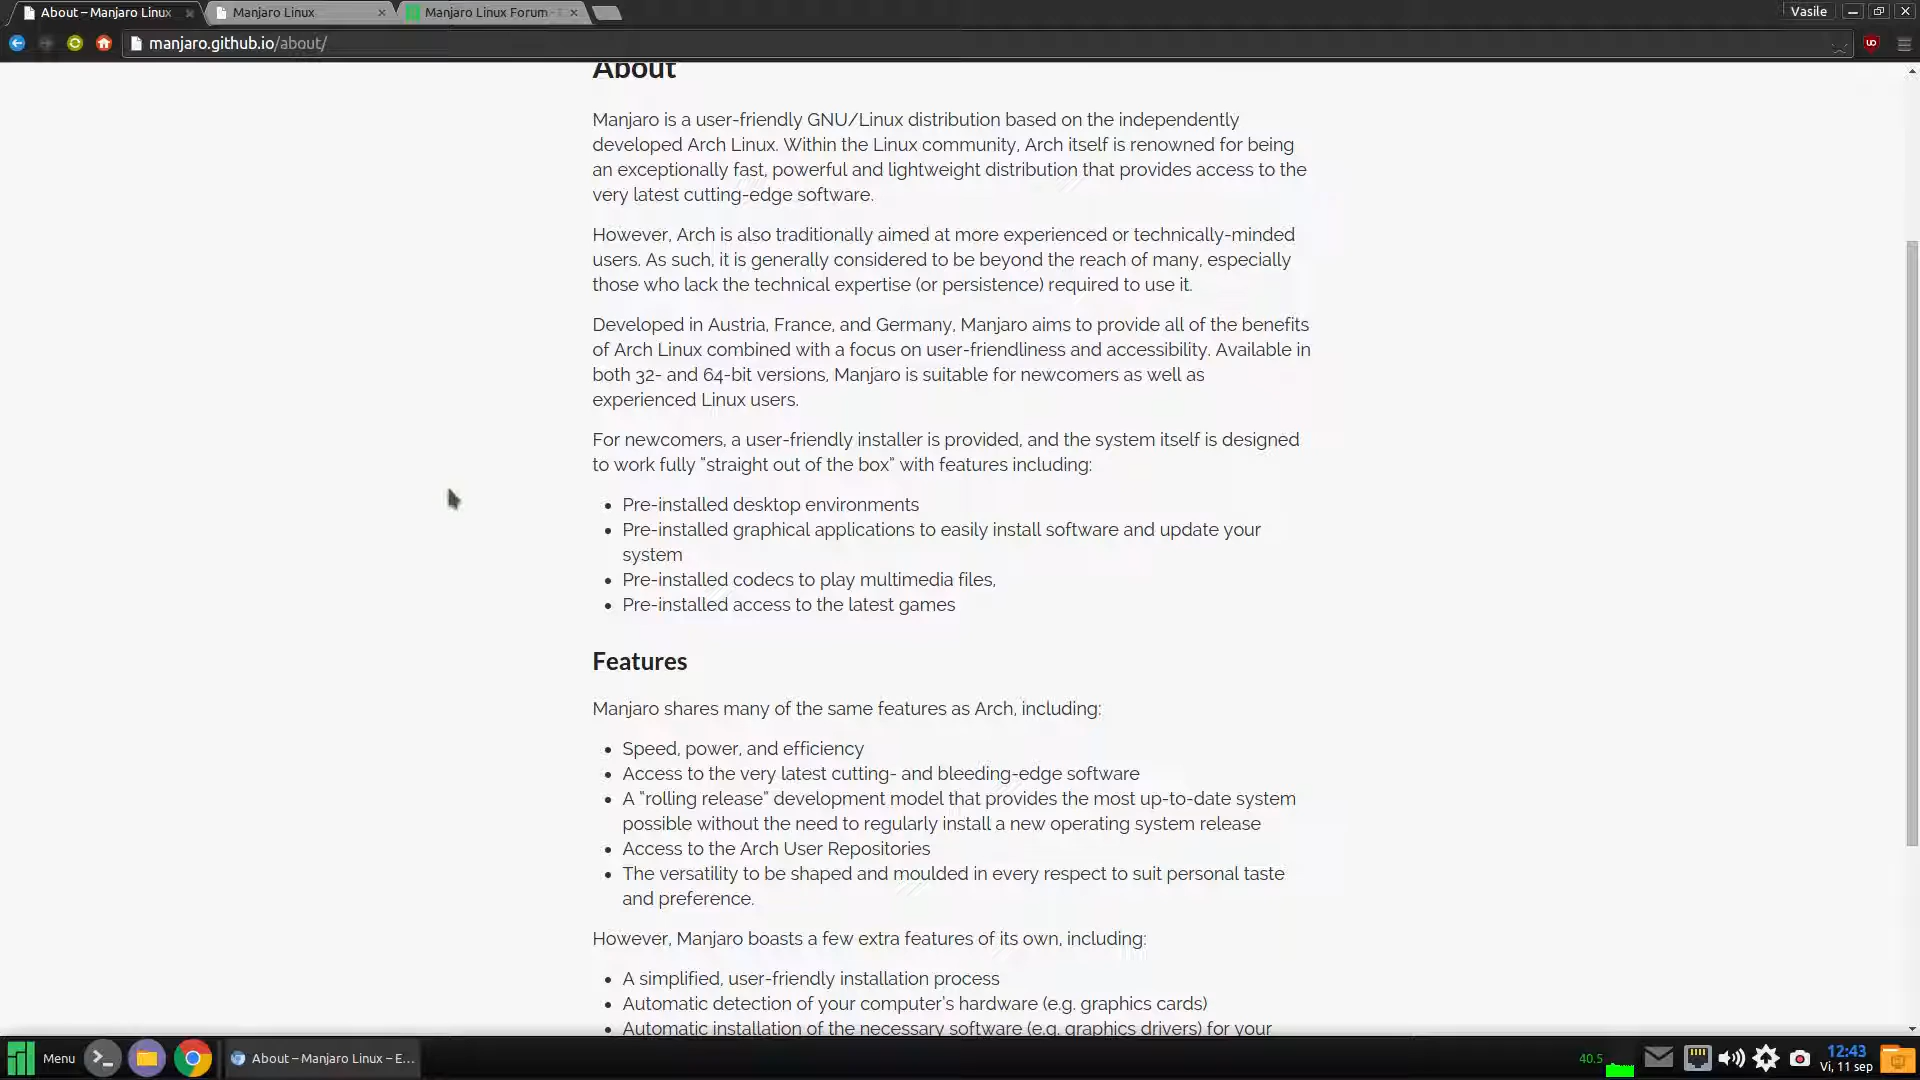 About – Manjaro Linux
Manjaro Linux
Manjaro Linux Forum -
Vasile
manjaro.github.io/about/
About
Manjaro is a user-friendly GNU/Linux distribution based on the independently
developed Arch Linux. Within the Linux community, Arch itself is renowned for being
an exceptionally fast, powerful and lightweight distribution that provides access to the
very latest cutting-edge software.
However, Arch is also traditionally aimed at more experienced or technically-minded
users. As such, it is generally considered to be beyond the reach of many, especially
those who lack the technical expertise (or persistence) required to use it.
Developed in Austria, France, and Germany, Manjaro aims to provide all of the benefits
of Arch Linux combined with a focus on user-friendliness and accessibility. Available in
both 32- and 64-bit versions, Manjaro is suitable for newcomers as well as
experienced Linux users.
For newcomers, a user-friendly installer is provided, and the system itself is designed
to work fully “straight out of the box” with features including:
• Pre-installed desktop environments
• Pre-installed graphical applications to easily install software and update your
system
• Pre-installed codecs to play multimedia files,
• Pre-installed access to the latest games
Features
Manjaro shares many of the same features as Arch, including:
• Speed, power, and efficiency
• Access to the very latest cutting- and bleeding-edge software
• A “rolling release” development model that provides the most up-to-date system
possible without the need to regularly install a new operating system release
• Access to the Arch User Repositories
• The versatility to be shaped and moulded in every respect to suit personal taste
and preference.
However, Manjaro boasts a few extra features of its own, including:
• A simplified, user-friendly installation process
• Automatic detection of your computer’s hardware (e.g. graphics cards)
• Automatic installation of the necessary software (e.g. graphics drivers) for your
Menu
About – Manjaro Linux – E...
40.5
12:43
Vi, 11 sep